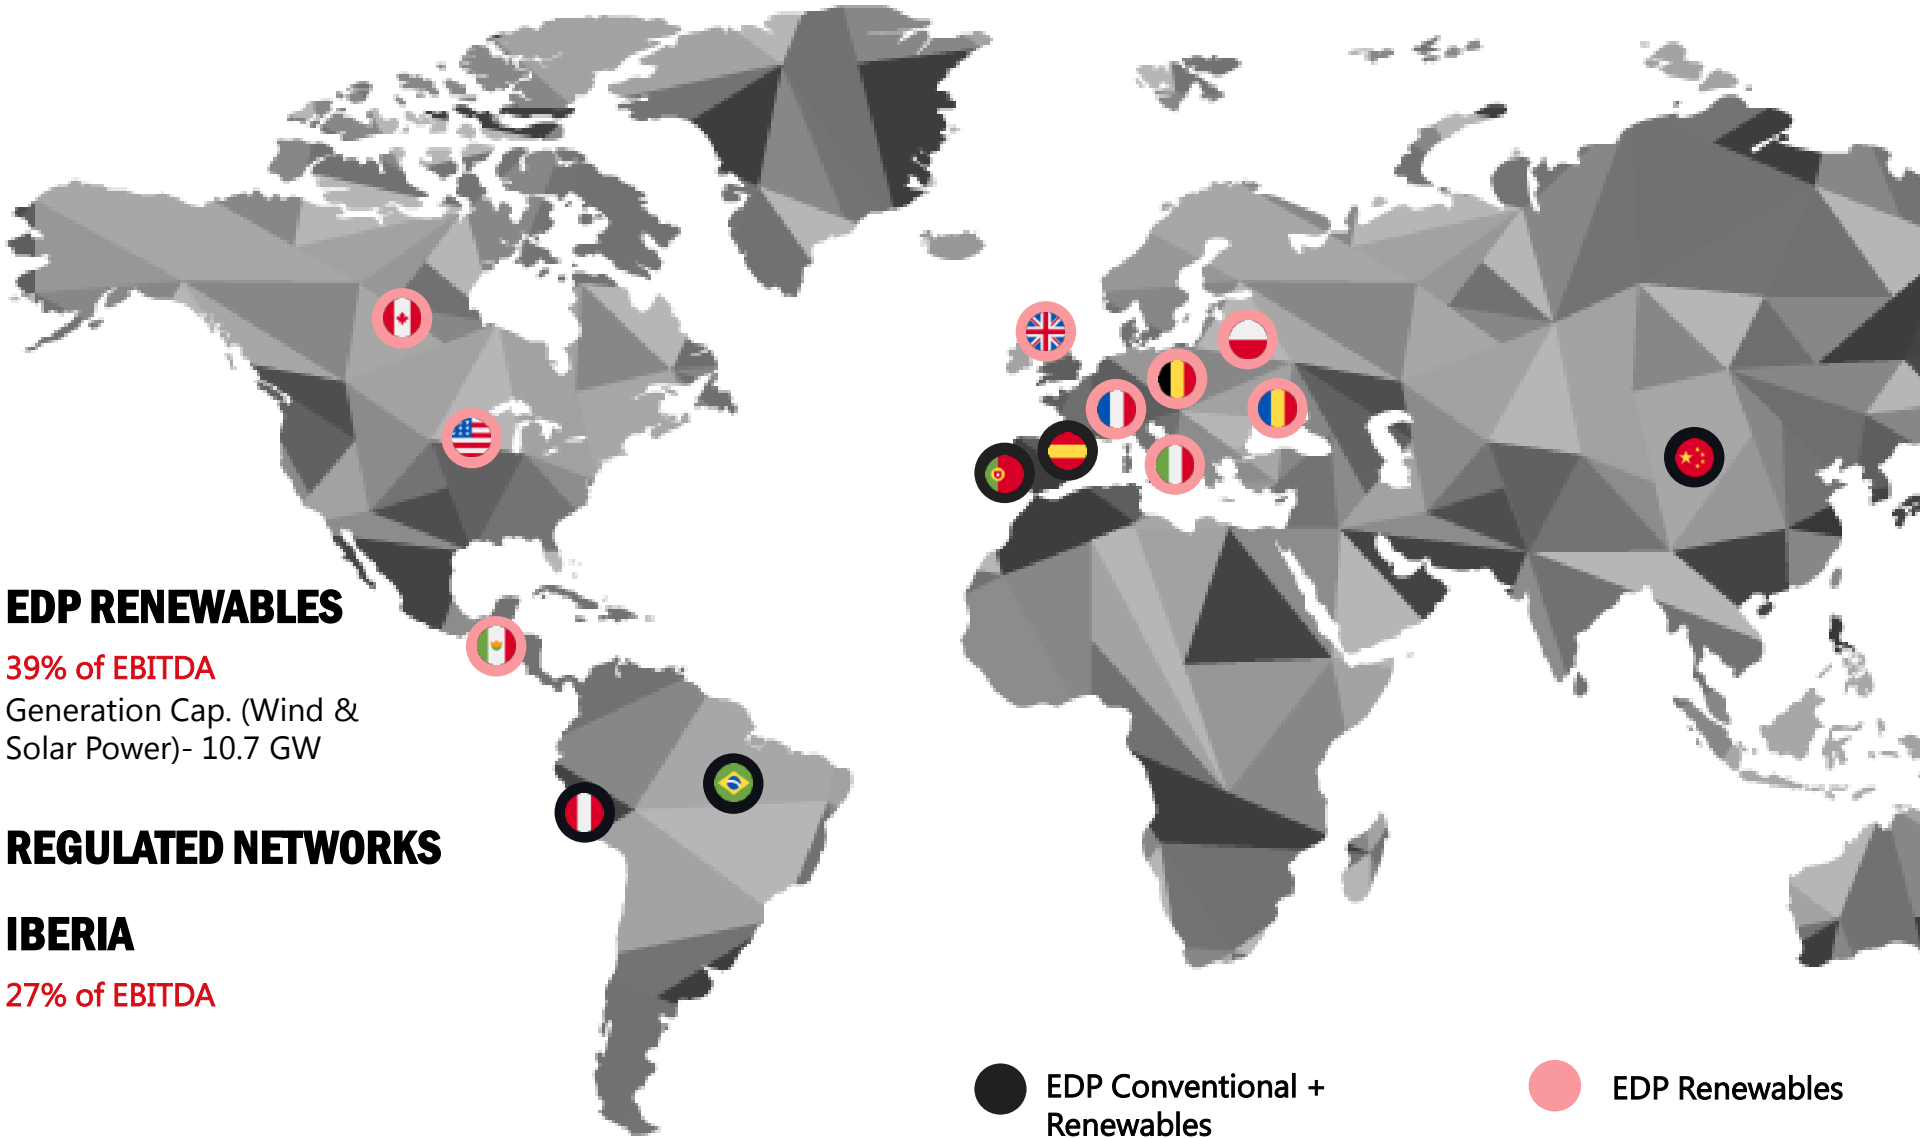 EDP RENEWABLES
39% of EBITDA
Generation Cap. (Wind &
Solar Power)- 10.7 GW
REGULATED NETWORKS
IBERIA
27% of EBITDA
EDP Conventional +
Renewables
EDP Renewables